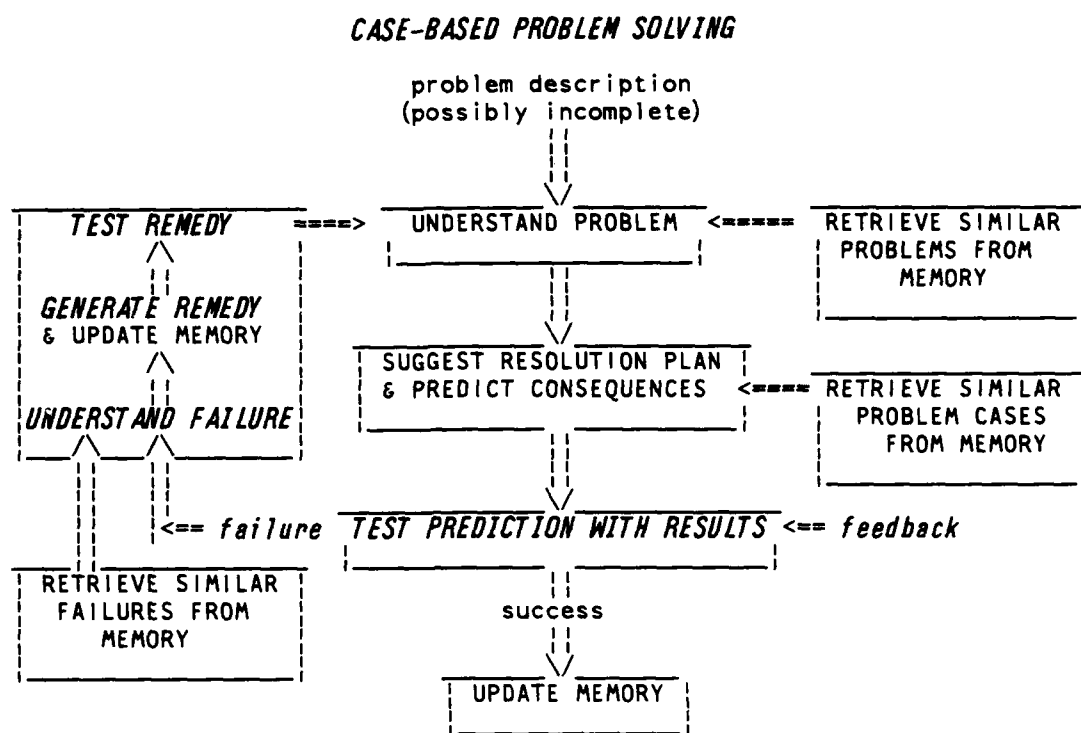 CASE-BASED PROBLEM SOLVING
problem description
(possibly incomplete)
TEST REMEDY ====> UNDERSTAND PROBLEM <===== RETRIEVE SIMILAR
PROBLEMS FROM
MEMORY
GENERATE REMEDY
& UPDATE MEMORY
SUGGEST RESOLUTION PLAN
& PREDICT CONSEQUENCES <==== RETRIEVE SIMILAR
PROBLEM CASES
FROM MEMORY
UNDERSTAND FAILURE
<== failure TEST PREDICTION WITH RESULTS <== feedback
RETRIEVE SIMILAR
FAILURES FROM
MEMORY
success
UPDATE MEMORY